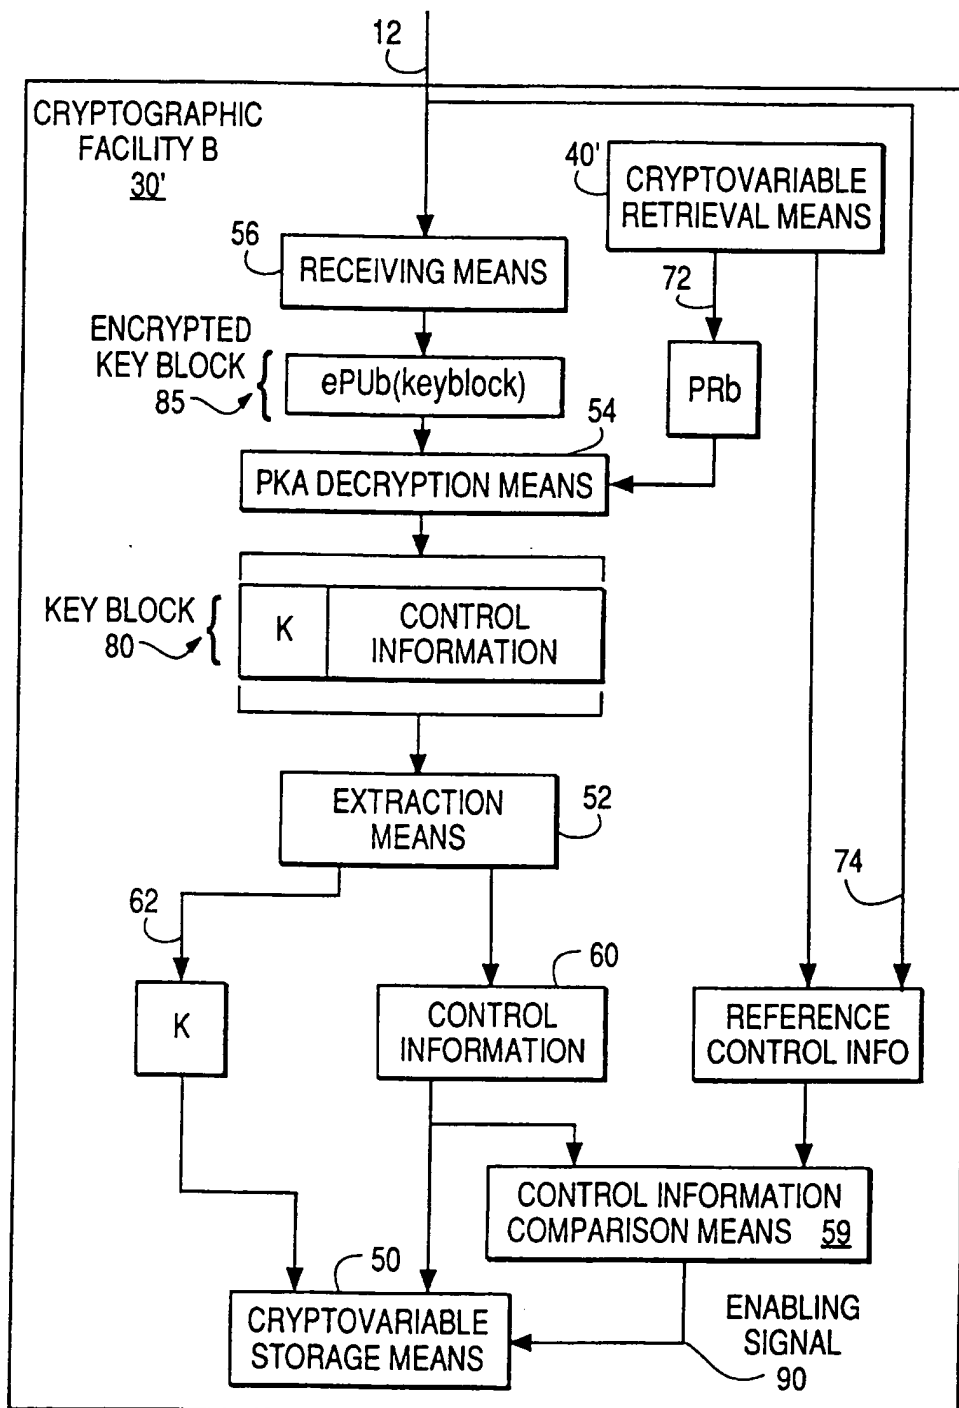 12
CRYPTOGRAPHIC
FACILITY B
30'
40'
CRYPTOVARIABLE
RETRIEVAL MEANS
56
RECEIVING MEANS
72
ENCRYPTED
KEY BLOCK
85
ePUb(keyblock)
PRb
54
PKA DECRYPTION MEANS
KEY BLOCK
80
K
CONTROL
INFORMATION
EXTRACTION
MEANS
52
62
74
60
K
CONTROL
INFORMATION
REFERENCE
CONTROL INFO
CONTROL INFORMATION
COMPARISON MEANS 59
50
CRYPTOVARIABLE
STORAGE MEANS
ENABLING
SIGNAL
90